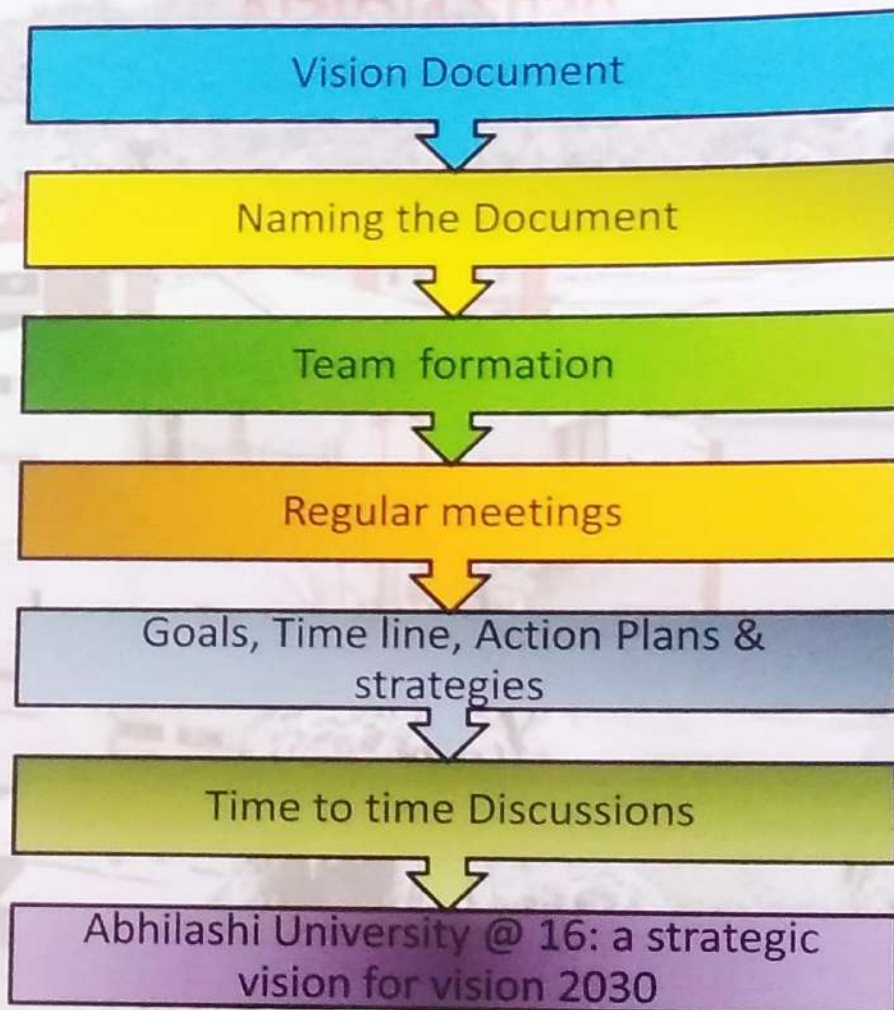 Vision Document
Naming the Document
Team formation
Regular meetings
Goals, Time line, Action Plans &
strategies
Time to time Discussions
Abhilashi University @ 16: a strategic
vision for vision 2030